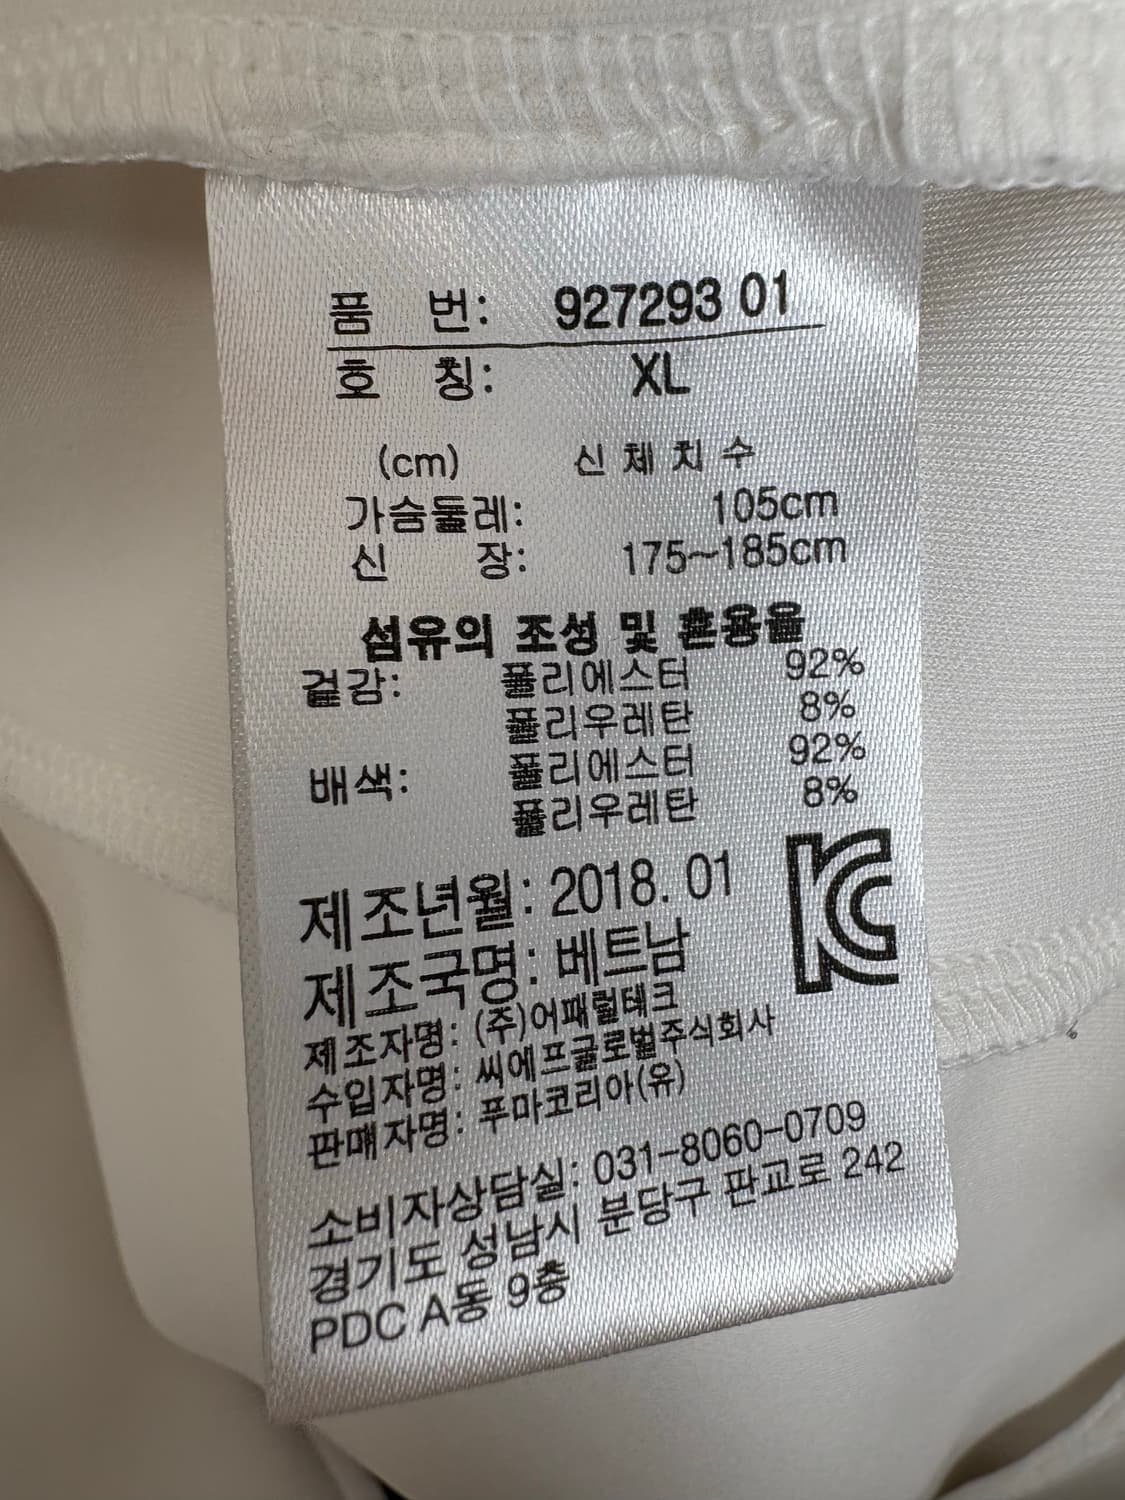 품 번: 927293 01
호 칭: XL
(cm) 신체치수
가슴둘레: 105cm
신 장: 175~185cm
섬유의 조성 및 혼용율
겉감: 폴리에스터 92%
폴리우레탄 8%
배색: 폴리에스터 92%
폴리우레탄 8%
제조년월: 2018. 01
제조국명: 베트남
제조자명: (주)어패럴테크
수입자명: 씨에프글로벌주식회사
판매자명: 푸마코리아(유)
소비자상담실: 031-8060-0709
경기도 성남시 분당구 판교로 242
PDC A동 9층
KC